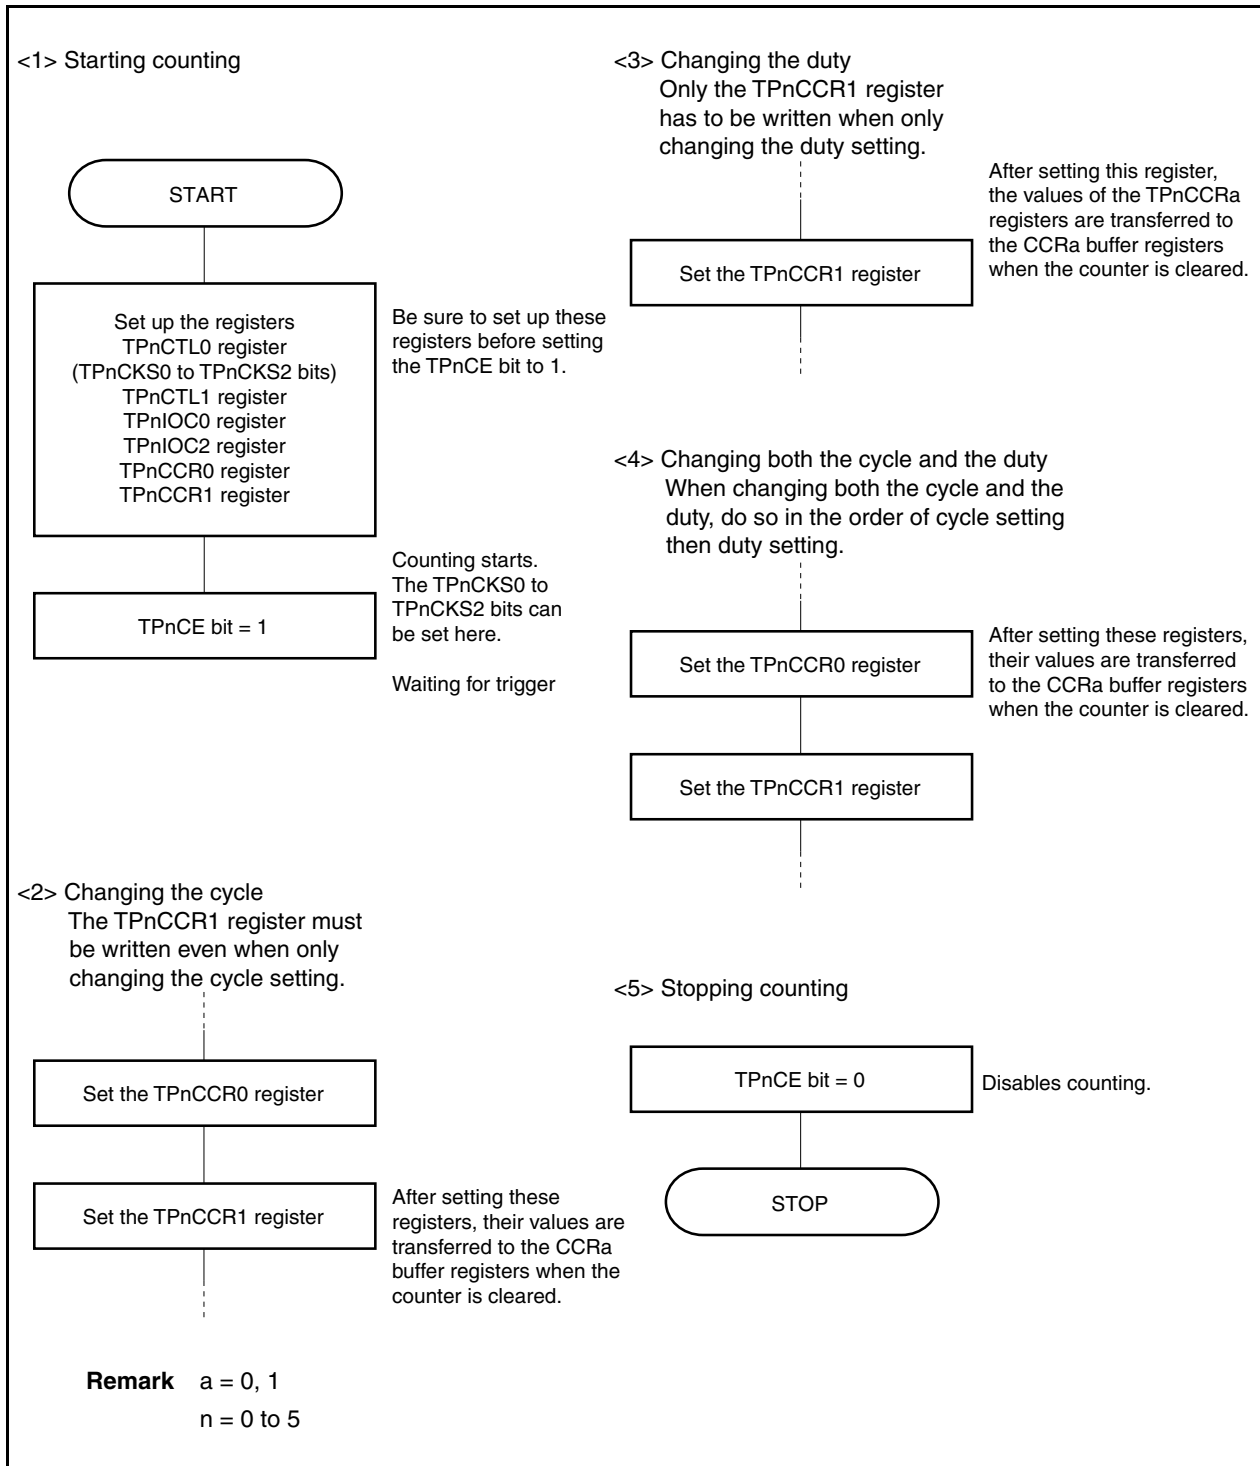 <1> Starting counting
START
Set up the registers
TPnCTL0 register
(TPnCKS0 to TPnCKS2 bits)
TPnCTL1 register
TPnIOC0 register
TPnIOC2 register
TPnCCR0 register
TPnCCR1 register
Be sure to set up these
registers before setting
the TPnCE bit to 1.
TPnCE bit = 1
Counting starts.
The TPnCKS0 to
TPnCKS2 bits can
be set here.
Waiting for trigger
<2> Changing the cycle
The TPnCCR1 register must
be written even when only
changing the cycle setting.
Set the TPnCCR0 register
Set the TPnCCR1 register
After setting these
registers, their values are
transferred to the CCRa
buffer registers when the
counter is cleared.
<3> Changing the duty
Only the TPnCCR1 register
has to be written when only
changing the duty setting.
Set the TPnCCR1 register
After setting this register,
the values of the TPnCCRa
registers are transferred to
the CCRa buffer registers
when the counter is cleared.
<4> Changing both the cycle and the duty
When changing both the cycle and the
duty, do so in the order of cycle setting
then duty setting.
Set the TPnCCR0 register
After setting these registers,
their values are transferred
to the CCRa buffer registers
when the counter is cleared.
Set the TPnCCR1 register
<5> Stopping counting
TPnCE bit = 0
Disables counting.
STOP
Remark a = 0, 1
n = 0 to 5